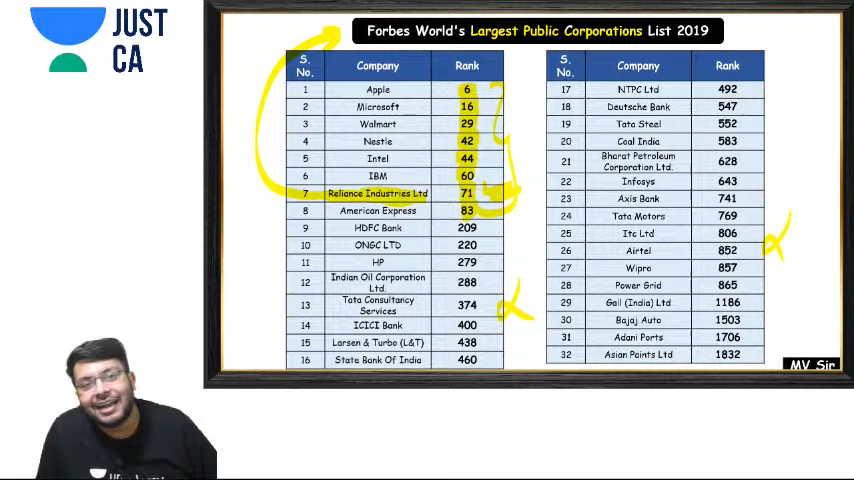 JUST
CA
Forbes World's Largest Public Corporations List 2019
S. No. Company Rank
1 Apple 6
2 Microsoft 16
3 Walmart 29
4 Nestle 42
5 Intel 44
6 IBM 60
7 Reliance Industries Ltd 71
8 American Express 83
9 HDFC Bank 209
10 ONGC LTD 220
11 HP 279
12 Indian Oil Corporation Ltd. 288
13 Tata Consultancy Services 374
14 ICICI Bank 400
15 Larsen & Turbo (L&T) 438
16 State Bank Of India 460
S. No. Company Rank
17 NTPC Ltd 492
18 Deutsche Bank 547
19 Tata Steel 552
20 Coal India 583
21 Bharat Petroleum Corporation Ltd. 628
22 Infosys 643
23 Axis Bank 741
24 Tata Motors 769
25 Itc Ltd 806
26 Airtel 852
27 Wipro 857
28 Power Grid 865
29 Gail (India) Ltd 1186
30 Bajaj Auto 1503
31 Adani Ports 1706
32 Asian Paints Ltd 1832
MV Sir